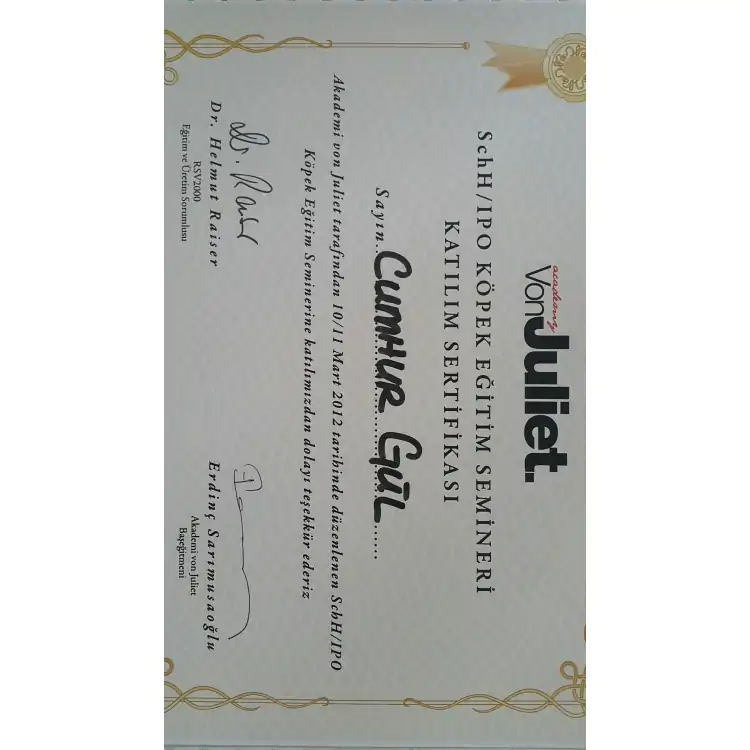 academy
VonJuliet.
SchH/IPO KÖPEK EĞİTİM SEMİNERİ
KATILIM SERTİFİKASI
Sayın..CUMHUR GÜL......
Akademi von Juliet tarafından 10/11 Mart 2012 tarihinde düzenlenen SchH/IPO
Köpek Eğitim Seminerine katılımızdan dolayı teşekkür ederiz
Dr. Helmut Raiser
RSV2000
Eğitim ve Üretim Sorumlusu
Erdinç Sarımusaoğlu
Akademi von Juliet
Başeğitmeni